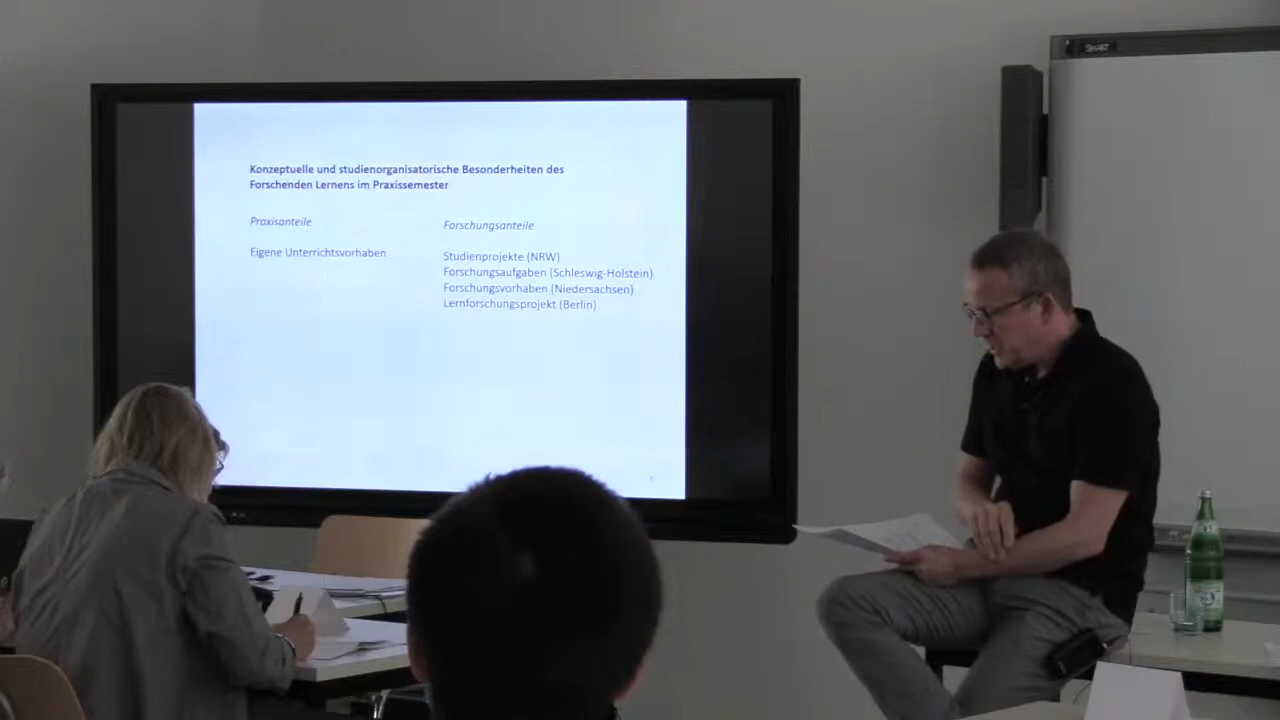 SMART
Konzeptuelle und studienorganisatorische Besonderheiten des
Forschenden Lernens im Praxissemester
Praxisanteile
Forschungsanteile
Eigene Unterrichtsvorhaben
Studienprojekte (NRW)
Forschungsaufgaben (Schleswig-Holstein)
Forschungsvorhaben (Niedersachsen)
Lernforschungsprojekt (Berlin)